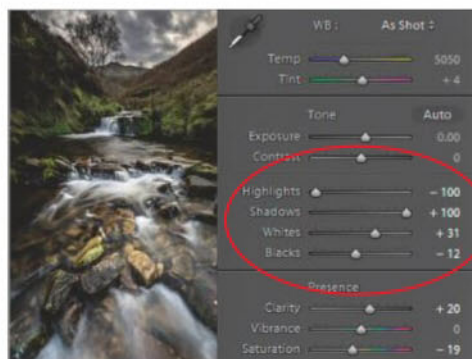 WB: As Shot
Temp 5050
Tint + 4
Tone Auto
Exposure 0.00
Contrast 0
Highlights - 100
Shadows + 100
Whites + 31
Blacks - 12
Presence
Clarity + 20
Vibrance 0
Saturation - 19